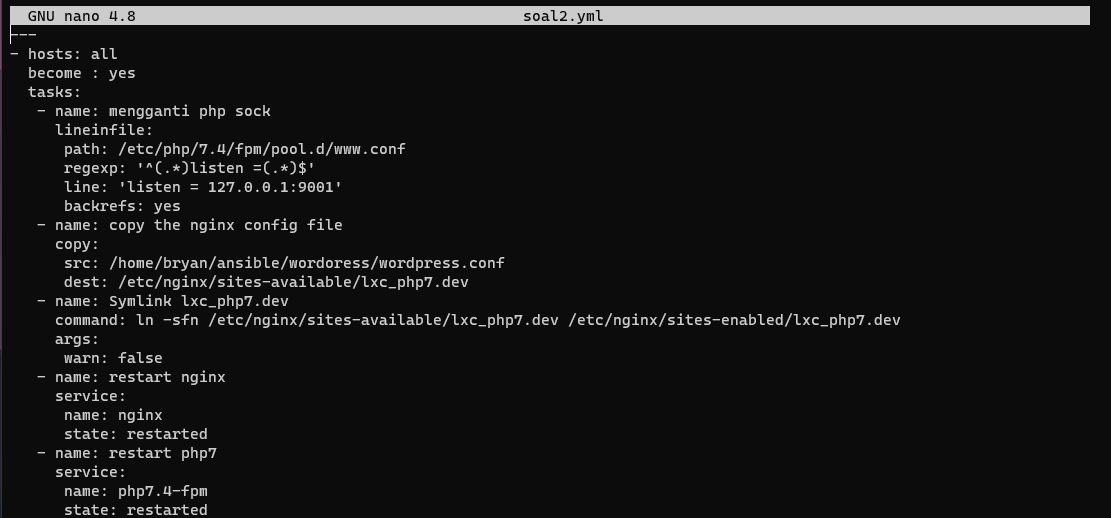 GNU nano 4.8 soal2.yml
---
- hosts: all
  become : yes
  tasks:
   - name: mengganti php sock
     lineinfile:
      path: /etc/php/7.4/fpm/pool.d/www.conf
      regexp: '^(.*)listen =(.*)$'
      line: 'listen = 127.0.0.1:9001'
      backrefs: yes
   - name: copy the nginx config file
     copy:
      src: /home/bryan/ansible/wordoress/wordpress.conf
      dest: /etc/nginx/sites-available/lxc_php7.dev
   - name: Symlink lxc_php7.dev
     command: ln -sfn /etc/nginx/sites-available/lxc_php7.dev /etc/nginx/sites-enabled/lxc_php7.dev
     args:
      warn: false
   - name: restart nginx
     service:
      name: nginx
      state: restarted
   - name: restart php7
     service:
      name: php7.4-fpm
      state: restarted